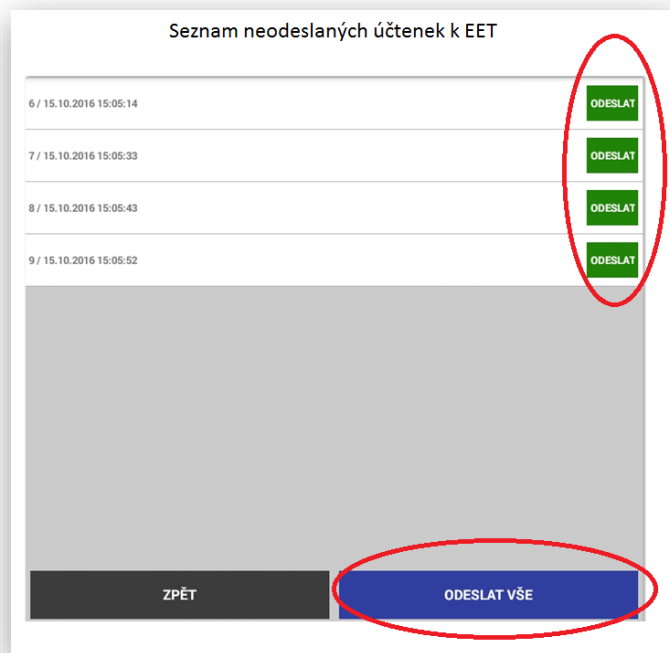 Seznam neodeslaných účtenek k EET
6 / 15.10.2016 15:05:14 ODESLAT
7 / 15.10.2016 15:05:33 ODESLAT
8 / 15.10.2016 15:05:43 ODESLAT
9 / 15.10.2016 15:05:52 ODESLAT
ZPĚT ODESLAT VŠE